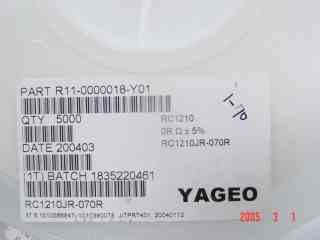 PART R11-0000018-Y01
QTY 5000
RC1210
0R Ω ± 5%
DATE 200403
RC1210JR-070R
(1T) BATCH 1835220461
RC1210JR-070R
YAGEO
2005 3 1